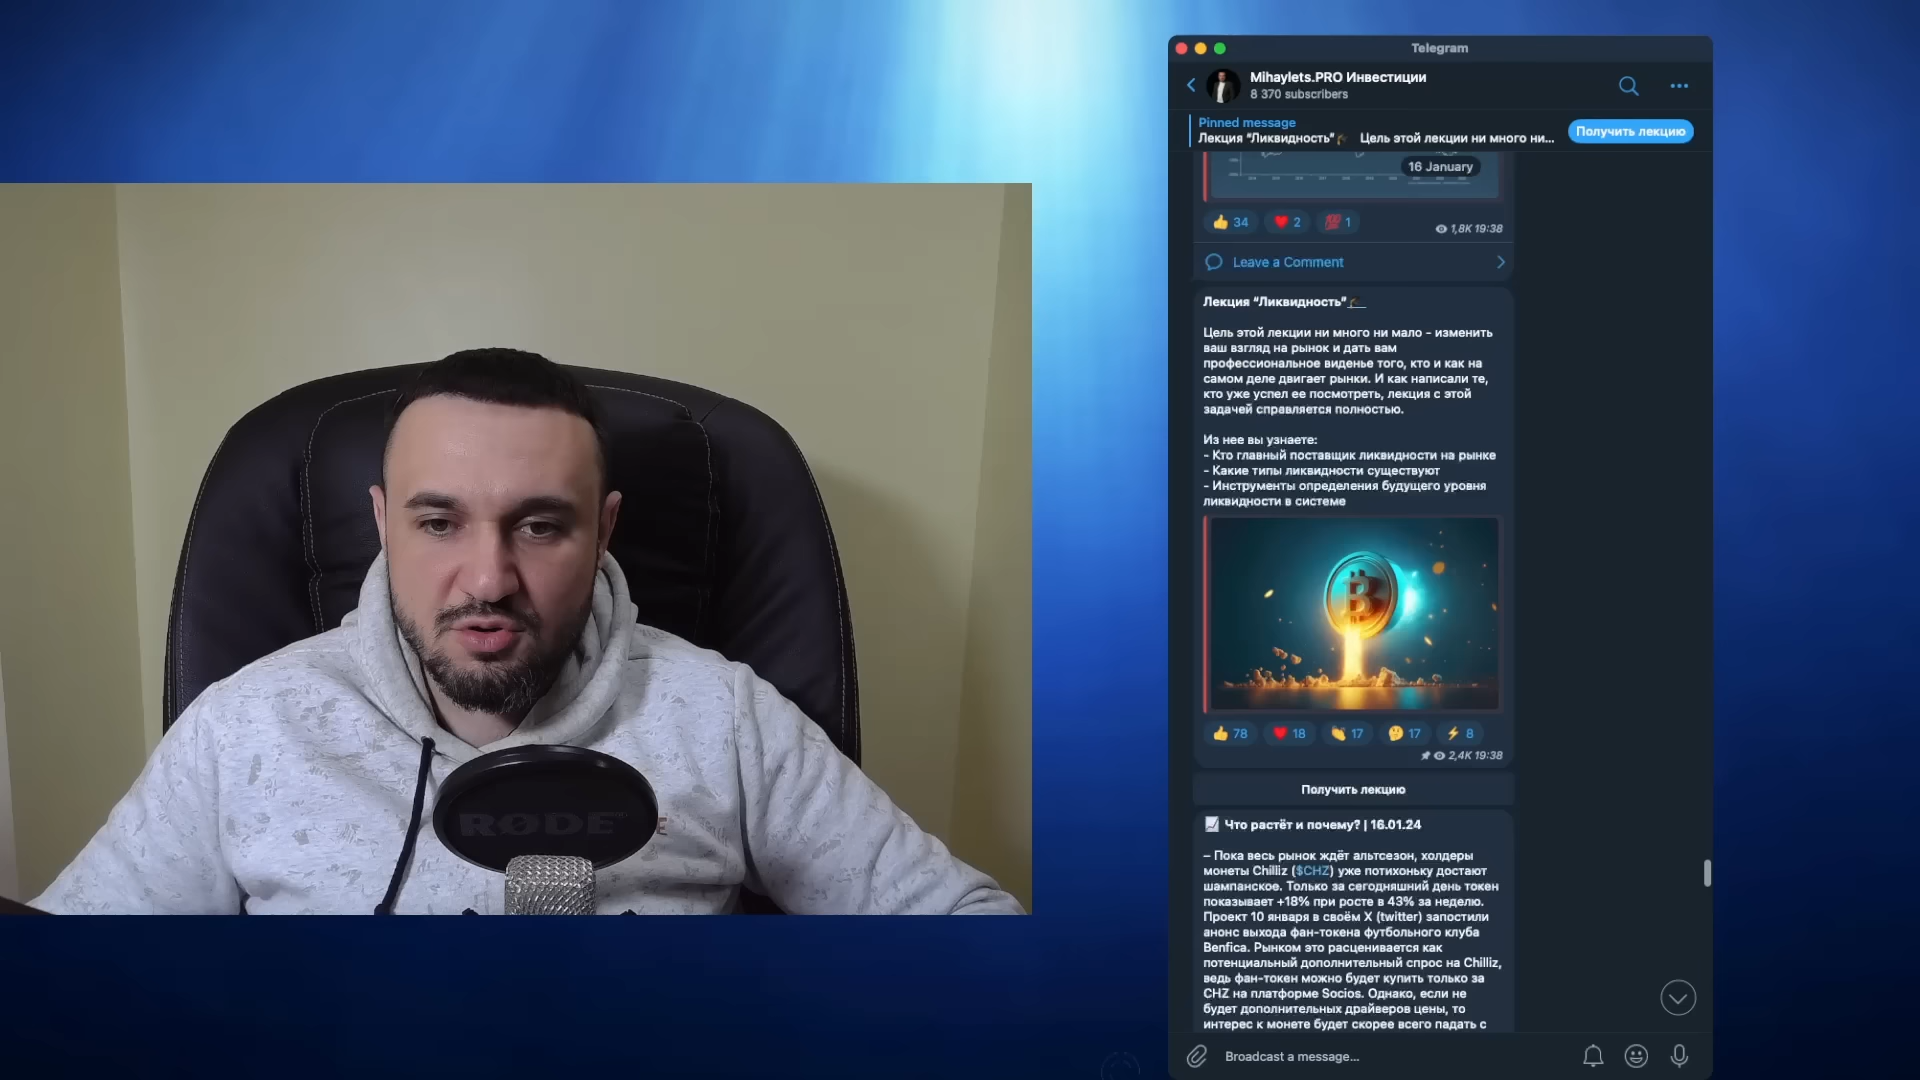 Telegram
Mihaylets.PRO Инвестиции
8 370 subscribers
Pinned message
Лекция “Ликвидность” Цель этой лекции ни много ни...
Получить лекцию
16 January
34 2 1
1,8K 19:38
Leave a Comment
Лекция “Ликвидность”
Цель этой лекции ни много ни мало - изменить
ваш взгляд на рынок и дать вам
профессиональное виденье того, кто и как на
самом деле двигает рынки. И как написали те,
кто уже успел ее посмотреть, лекция с этой
задачей справляется полностью.
Из нее вы узнаете:
- Кто главный поставщик ликвидности на рынке
- Какие типы ликвидности существуют
- Инструменты определения будущего уровня
ликвидности в системе
78 18 17 17 8
2,4K 19:38
Получить лекцию
Что растёт и почему? | 16.01.24
– Пока весь рынок ждёт альтсезон, холдеры
монеты Chilliz ($CHZ) уже потихоньку достают
шампанское. Только за сегодняшний день токен
показывает +18% при росте в 43% за неделю.
Проект 10 января в своём X (twitter) запостили
анонс выхода фан-токена футбольного клуба
Benfica. Рынком это расценивается как
потенциальный дополнительный спрос на Chilliz,
ведь фан-токен можно будет купить только за
CHZ на платформе Socios. Однако, если не
будет дополнительных драйверов цены, то
интерес к монете будет скорее всего падать с
Broadcast a message...
RØDE